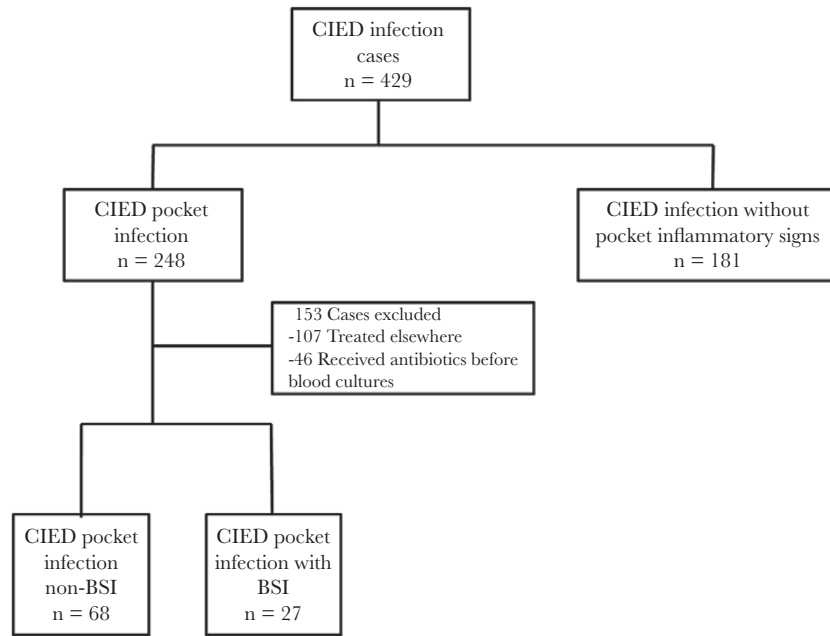 CIED infection
cases
n = 429
CIED pocket
infection
n = 248
CIED infection without
pocket inflammatory signs
n = 181
153 Cases excluded
-107 Treated elsewhere
-46 Received antibiotics before
blood cultures
CIED pocket
infection
non-BSI
n = 68
CIED pocket
infection with
BSI
n = 27